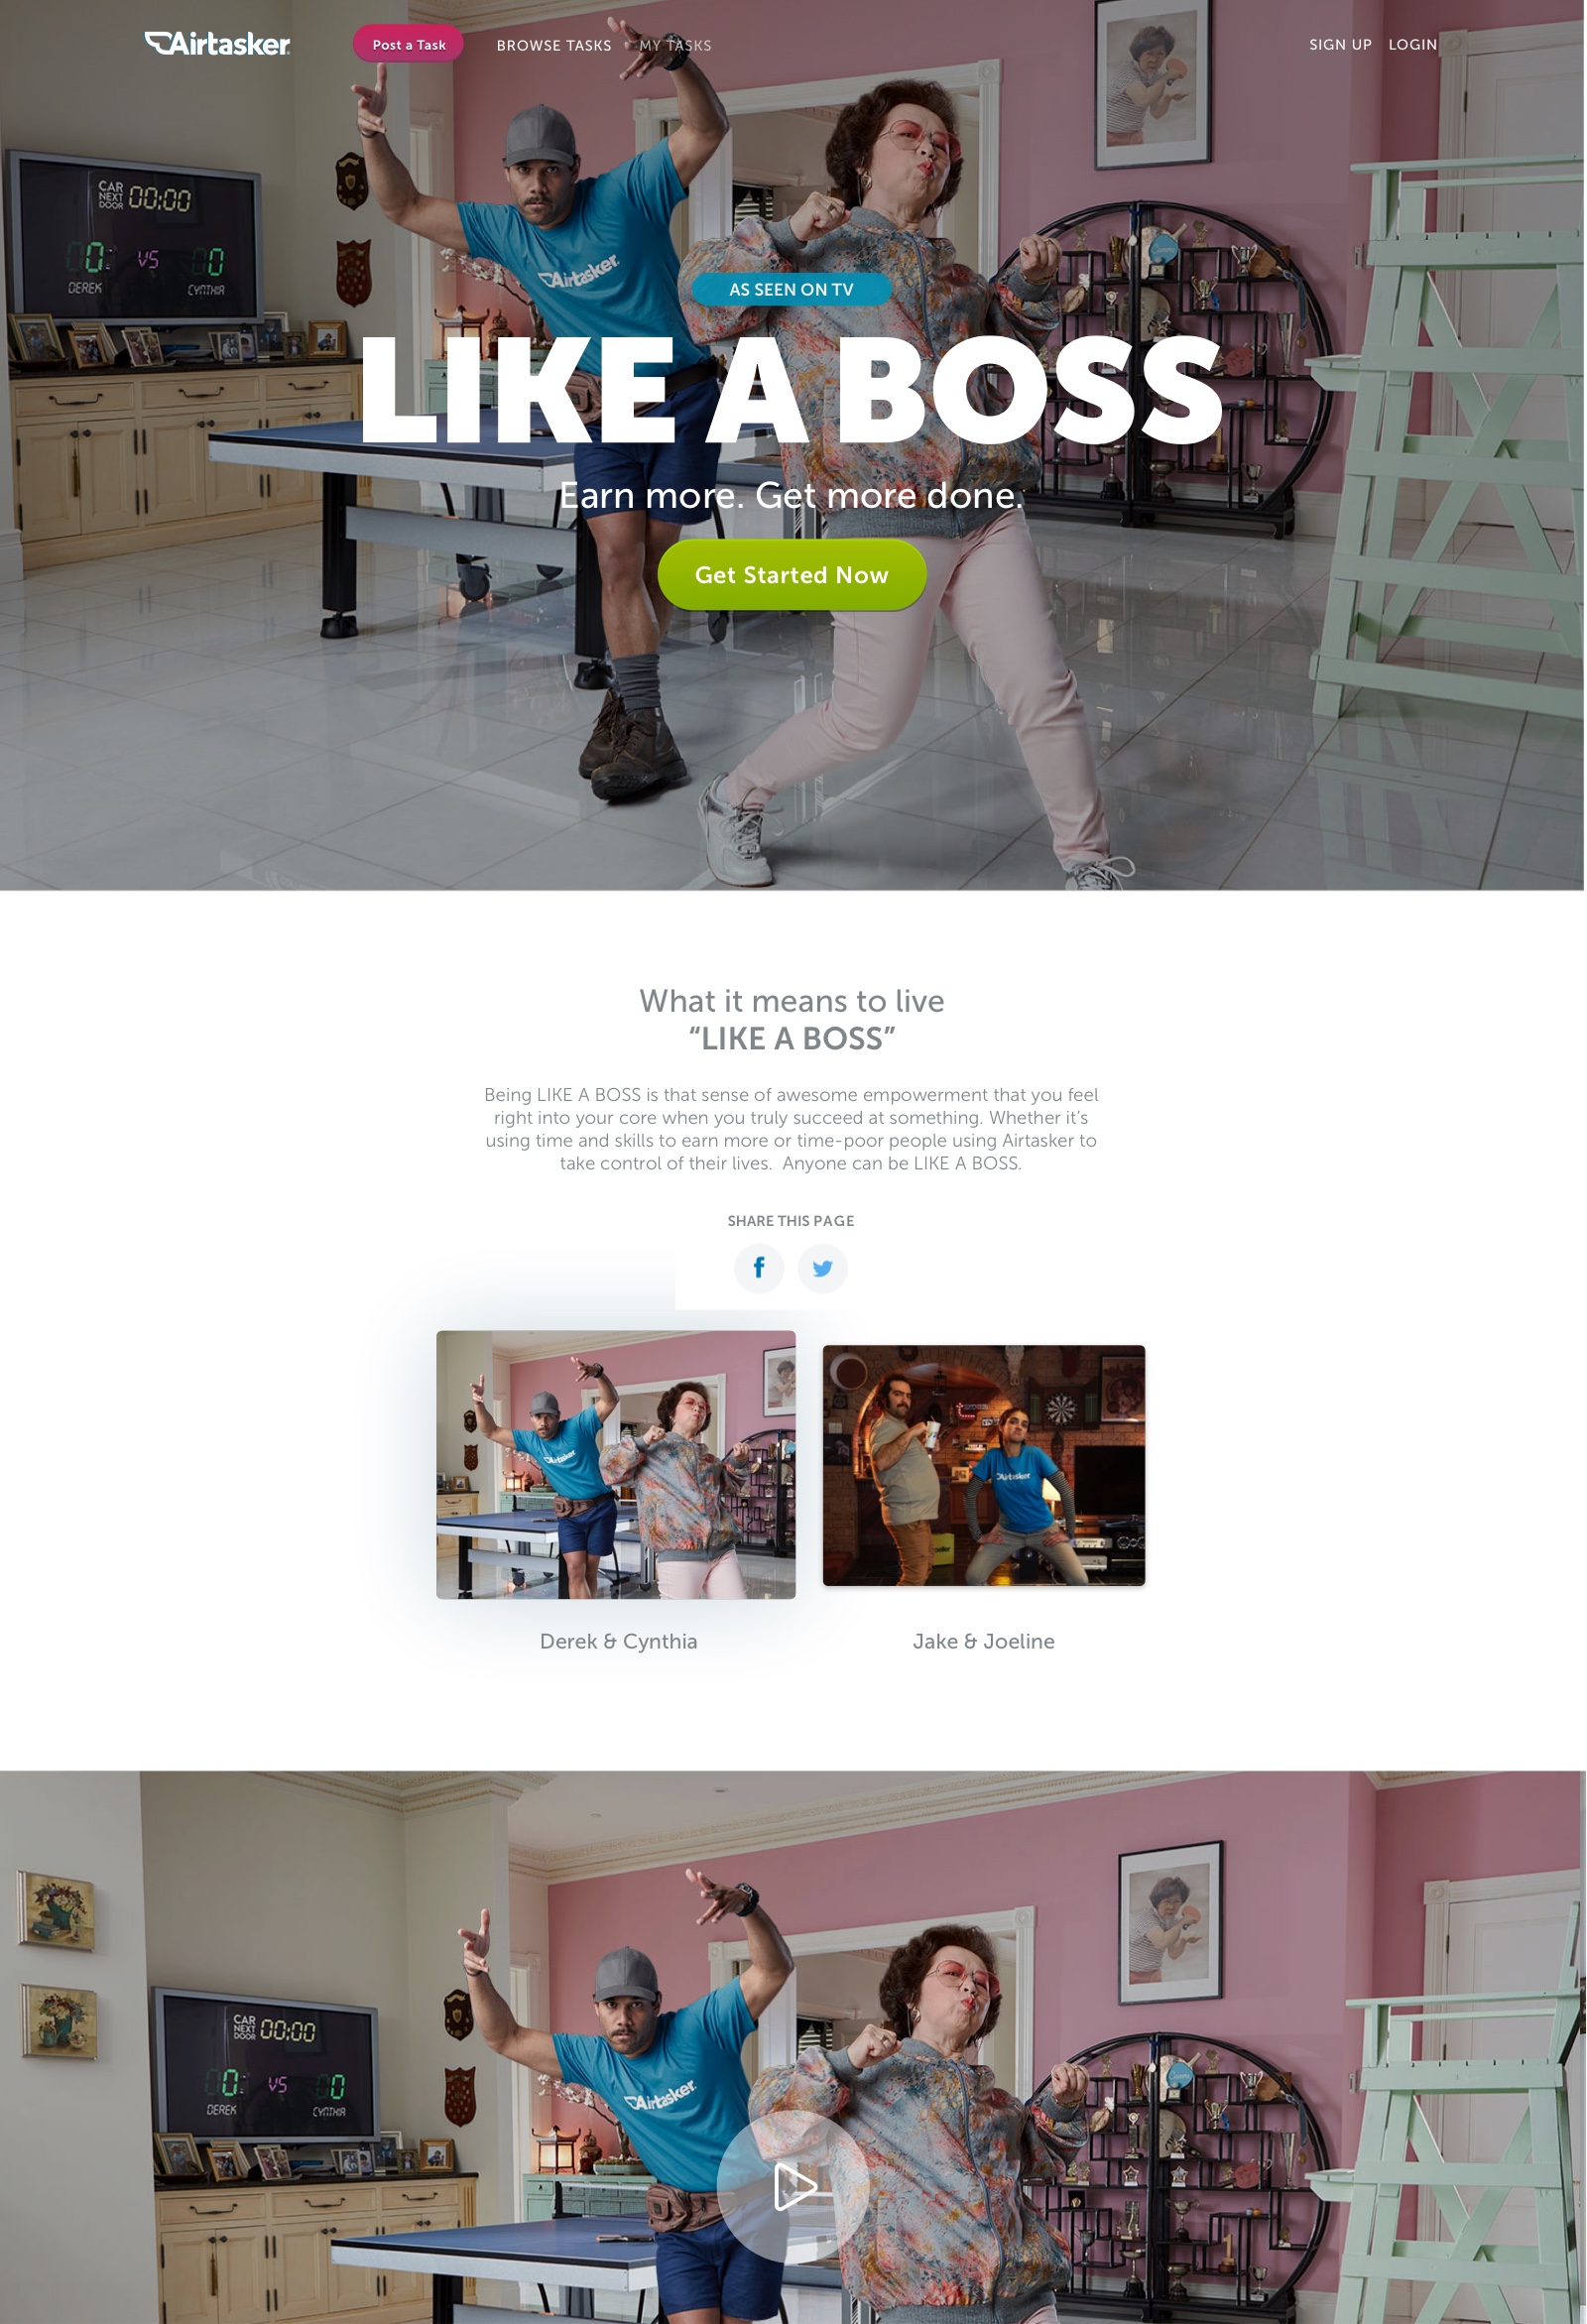 Airtasker
Post a Task
BROWSE TASKS
MY TASKS
SIGN UP
LOGIN
CAR
NEXT
DOOR
00:00
0
VS
0
DEREK
CYNTHIA
Airtasker
AS SEEN ON TV
LIKE A BOSS
Earn more. Get more done.
Get Started Now
What it means to live
“LIKE A BOSS”
Being LIKE A BOSS is that sense of awesome empowerment that you feel
right into your core when you truly succeed at something. Whether it’s
using time and skills to earn more or time-poor people using Airtasker to
take control of their lives.  Anyone can be LIKE A BOSS.
SHARE THIS PAGE
f
Airtasker
Airtasker
Derek & Cynthia
Jake & Joeline
CAR
NEXT
DOOR
00:00
0
VS
0
DEREK
CYNTHIA
Airtasker